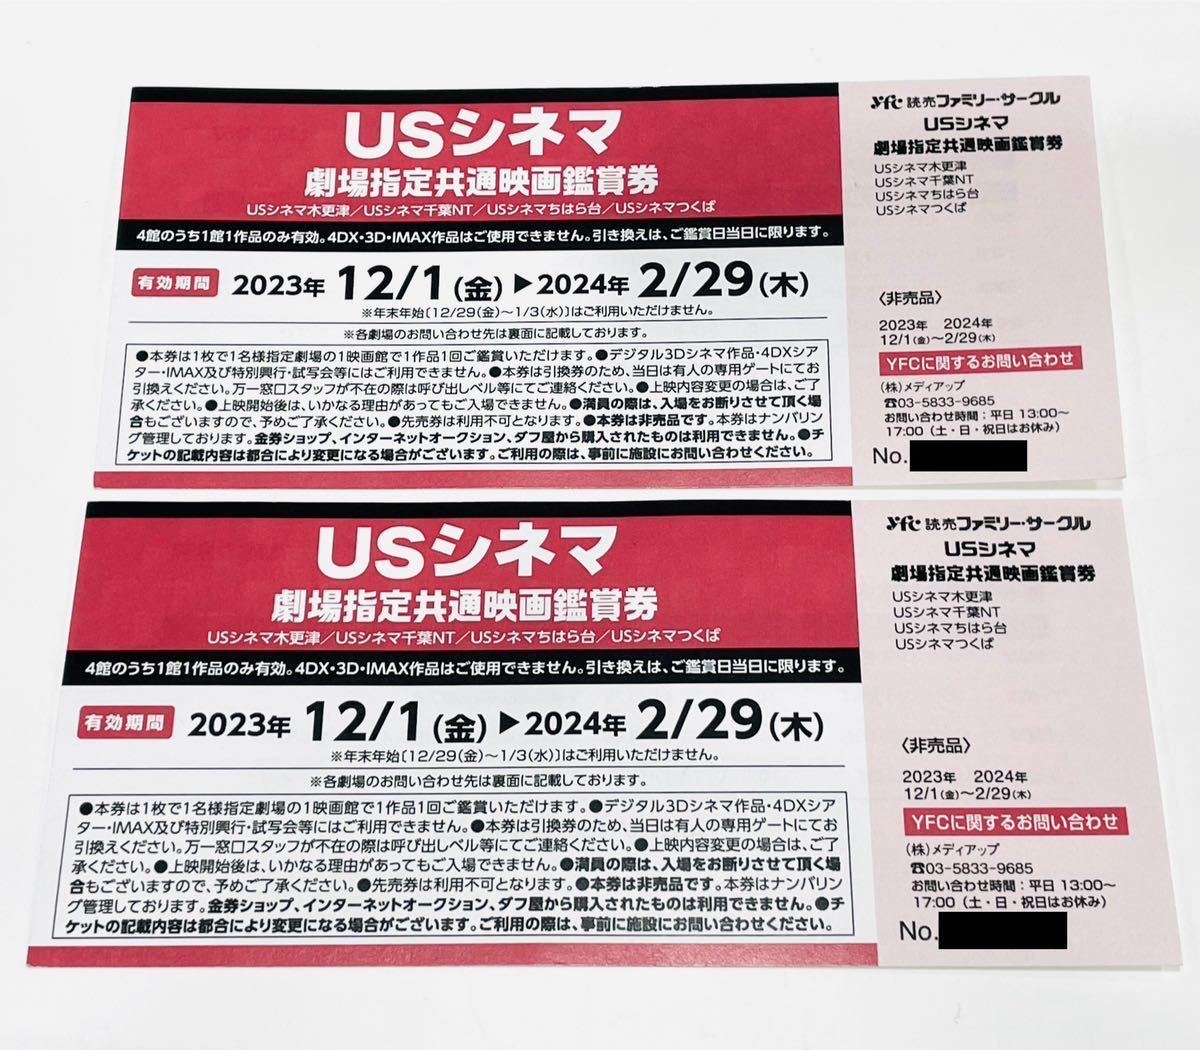 USシネマ
劇場指定共通映画鑑賞券
USシネマ木更津／USシネマ千葉NT／USシネマちはら台／USシネマつくば
4館のうち1館1作品のみ有効。4DX・3D・IMAX作品はご使用できません。引き換えは、ご鑑賞日当日に限ります。
有効期間 2023年 12/1(金)▶2024年 2/29(木)
※年末年始〔12/29(金)～1/3(水)〕はご利用いただけません。
※各劇場のお問い合わせ先は裏面に記載しております。
●本券は1枚で1名様指定劇場の1映画館で1作品1回ご鑑賞いただけます。●デジタル3Dシネマ作品・4DXシア
ター・IMAX及び特別興行・試写会等にはご利用できません。●本券は引換券のため、当日は有人の専用ゲートにてお
引換えください。万一窓口スタッフが不在の際は呼び出しベル等にてご連絡ください。●上映内容変更の場合は、ご了
承ください。●上映開始後は、いかなる理由があってもご入場できません。●満員の際は、入場をお断りさせて頂く場
合もございますので、予めご了承ください。●先売券は利用不可となります。●本券は非売品です。本券はナンバリン
グ管理しております。金券ショップ、インターネットオークション、ダフ屋から購入されたものは利用できません。●チ
ケットの記載内容は都合により変更になる場合がございます。ご利用の際は、事前に施設にお問い合わせください。
yfc 読売ファミリー・サークル
USシネマ
劇場指定共通映画鑑賞券
USシネマ木更津
USシネマ千葉NT
USシネマちはら台
USシネマつくば
〈非売品〉
2023年 2024年
12/1(金)～2/29(木)
YFCに関するお問い合わせ
(株)メディアップ
☎03-5833-9685
お問い合わせ時間：平日 13:00～
17:00（土・日・祝日はお休み）
No.
USシネマ
劇場指定共通映画鑑賞券
USシネマ木更津／USシネマ千葉NT／USシネマちはら台／USシネマつくば
4館のうち1館1作品のみ有効。4DX・3D・IMAX作品はご使用できません。引き換えは、ご鑑賞日当日に限ります。
有効期間 2023年 12/1(金)▶2024年 2/29(木)
※年末年始〔12/29(金)～1/3(水)〕はご利用いただけません。
※各劇場のお問い合わせ先は裏面に記載しております。
●本券は1枚で1名様指定劇場の1映画館で1作品1回ご鑑賞いただけます。●デジタル3Dシネマ作品・4DXシア
ター・IMAX及び特別興行・試写会等にはご利用できません。●本券は引換券のため、当日は有人の専用ゲートにてお
引換えください。万一窓口スタッフが不在の際は呼び出しベル等にてご連絡ください。●上映内容変更の場合は、ご了
承ください。●上映開始後は、いかなる理由があってもご入場できません。●満員の際は、入場をお断りさせて頂く場
合もございますので、予めご了承ください。●先売券は利用不可となります。●本券は非売品です。本券はナンバリン
グ管理しております。金券ショップ、インターネットオークション、ダフ屋から購入されたものは利用できません。●チ
ケットの記載内容は都合により変更になる場合がございます。ご利用の際は、事前に施設にお問い合わせください。
yfc 読売ファミリー・サークル
USシネマ
劇場指定共通映画鑑賞券
USシネマ木更津
USシネマ千葉NT
USシネマちはら台
USシネマつくば
〈非売品〉
2023年 2024年
12/1(金)～2/29(木)
YFCに関するお問い合わせ
(株)メディアップ
☎03-5833-9685
お問い合わせ時間：平日 13:00～
17:00（土・日・祝日はお休み）
No.